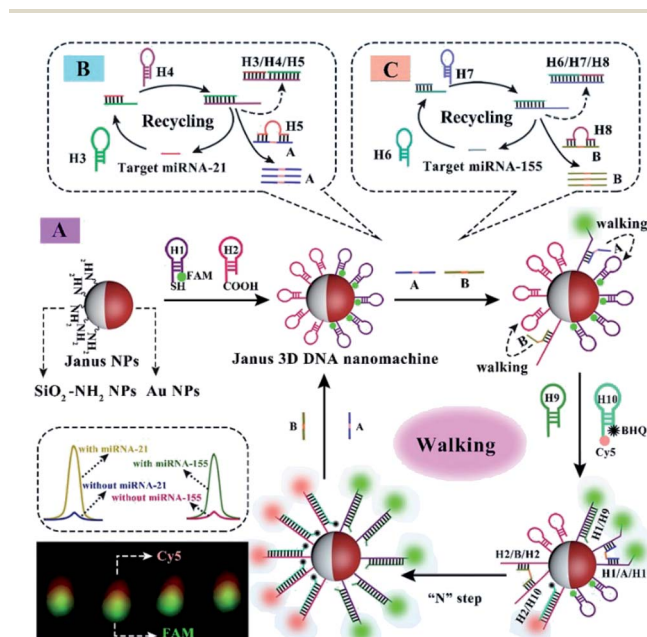 B
H4
H3/H4/H5
Recycling
H5
A
H3
Target miRNA-21
A
C
H7
H6/H7/H8
Recycling
H8
B
H6
Target miRNA-155
B
A
NH2
NH2
NH2
NH2
NH2
NH2
Janus NPs
SiO2-NH2 NPs Au NPs
H1
FAM
SH
H2
COOH
Janus 3D DNA nanomachine
A B
walking
A
B
walking
H9
H10
BHQ
Cy5
Walking
B A
H1/H9
H1/A/H1
H2/B/H2
H2/H10
“N” step
with miRNA-21
with miRNA-155
without miRNA-21
without miRNA-155
Cy5
FAM